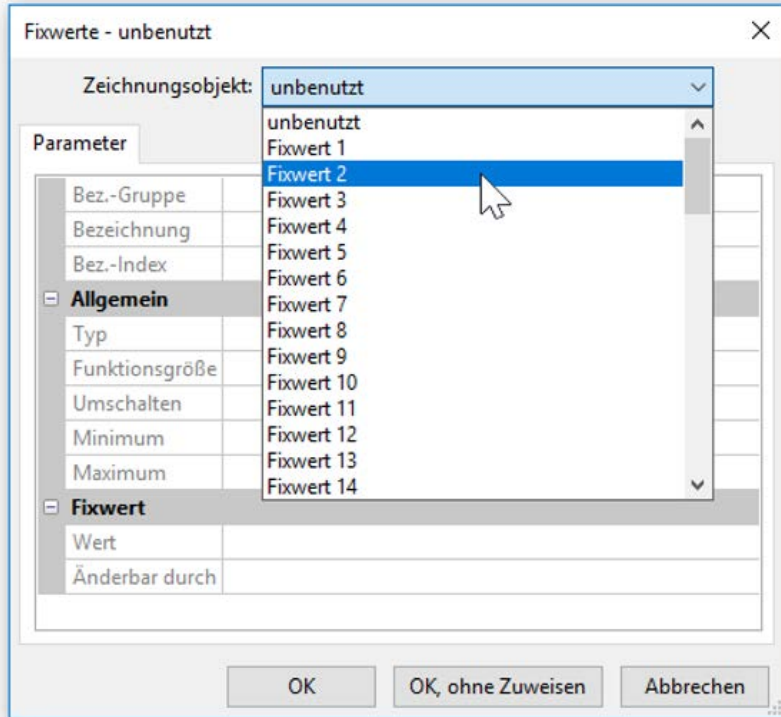 Fixwerte - unbenutzt
Zeichnungsobjekt: unbenutzt
unbenutzt
Fixwert 1
Fixwert 2
Fixwert 3
Fixwert 4
Fixwert 5
Fixwert 6
Fixwert 7
Fixwert 8
Fixwert 9
Fixwert 10
Fixwert 11
Fixwert 12
Fixwert 13
Fixwert 14
Parameter
Bez.-Gruppe
Bezeichnung
Bez.-Index
Allgemein
Typ
Funktionsgröße
Umschalten
Minimum
Maximum
Fixwert
Wert
Änderbar durch
OK OK, ohne Zuweisen Abbrechen